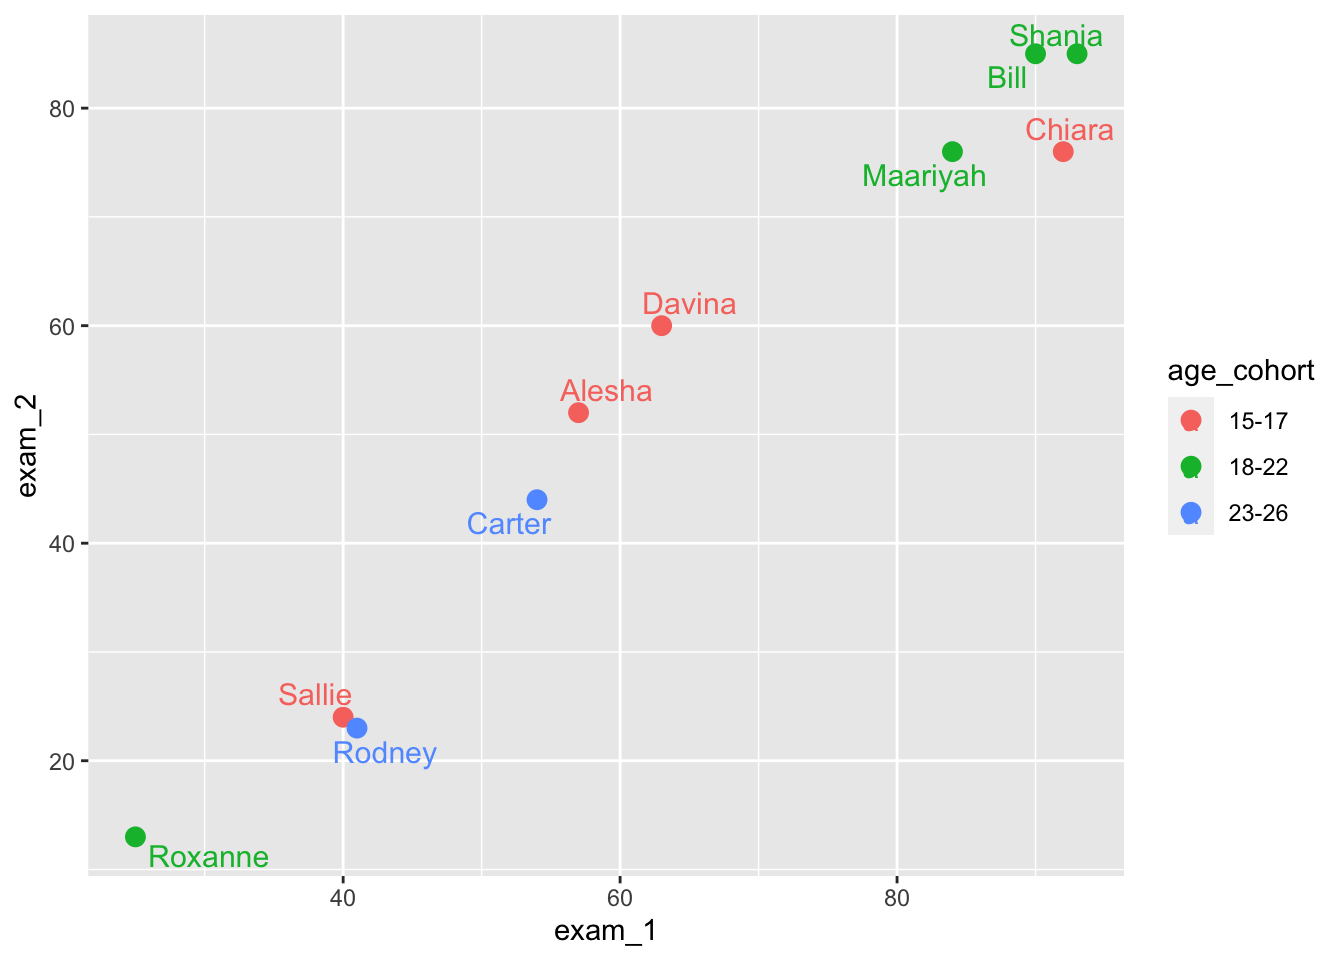 Shanja
Bill
80
Chiara
Maariyah
Davina
60
age_cohort
Alesha
15-17
exam_2
18-22
Carter
23-26
40
Sallie
Rodney
20
Roxanne
40 60 80
exam_1